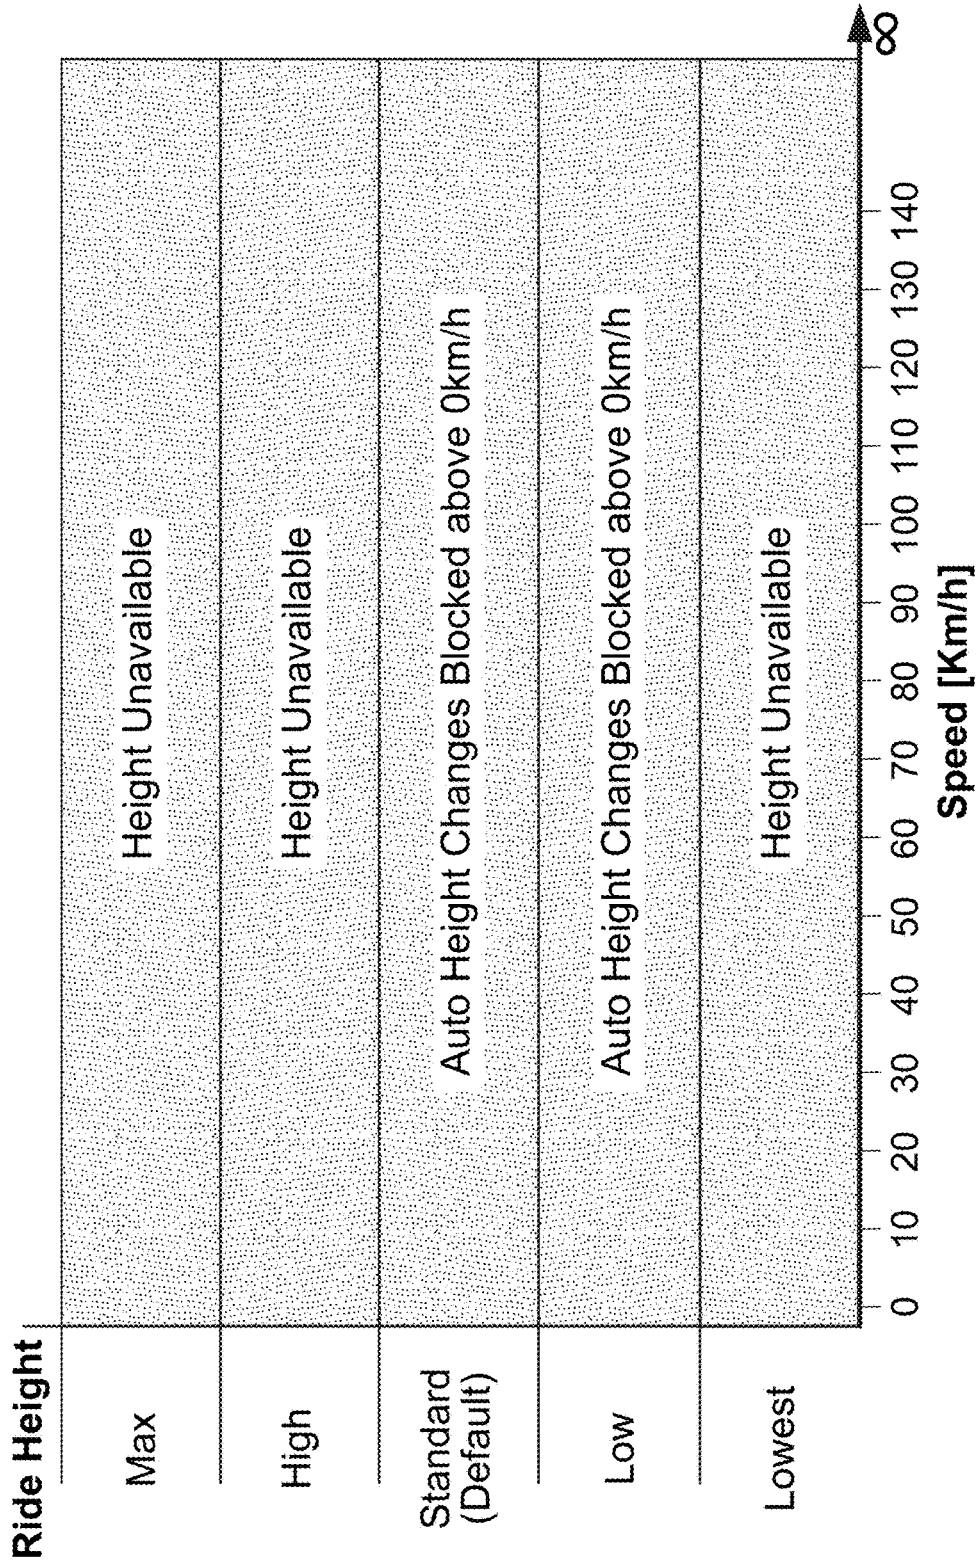 Ride Height
Max
Height Unavailable
High
Height Unavailable
Standard
(Default)
Auto Height Changes Blocked above 0km/h
Low
Auto Height Changes Blocked above 0km/h
Lowest
Height Unavailable
0 10 20 30 40 50 60 70 80 90 100 110 120 130 140 ∞
Speed [Km/h]